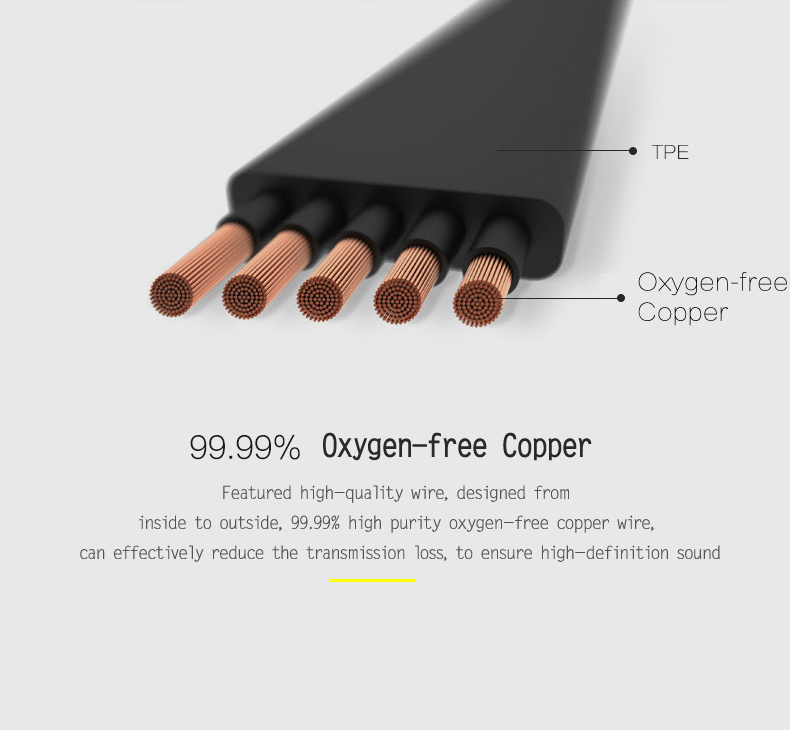 TPE
Oxygen-free
Copper
99.99% Oxygen-free Copper
Featured high-quality wire, designed from
inside to outside, 99.99% high purity oxygen-free copper wire,
can effectively reduce the transmission loss, to ensure high-definition sound